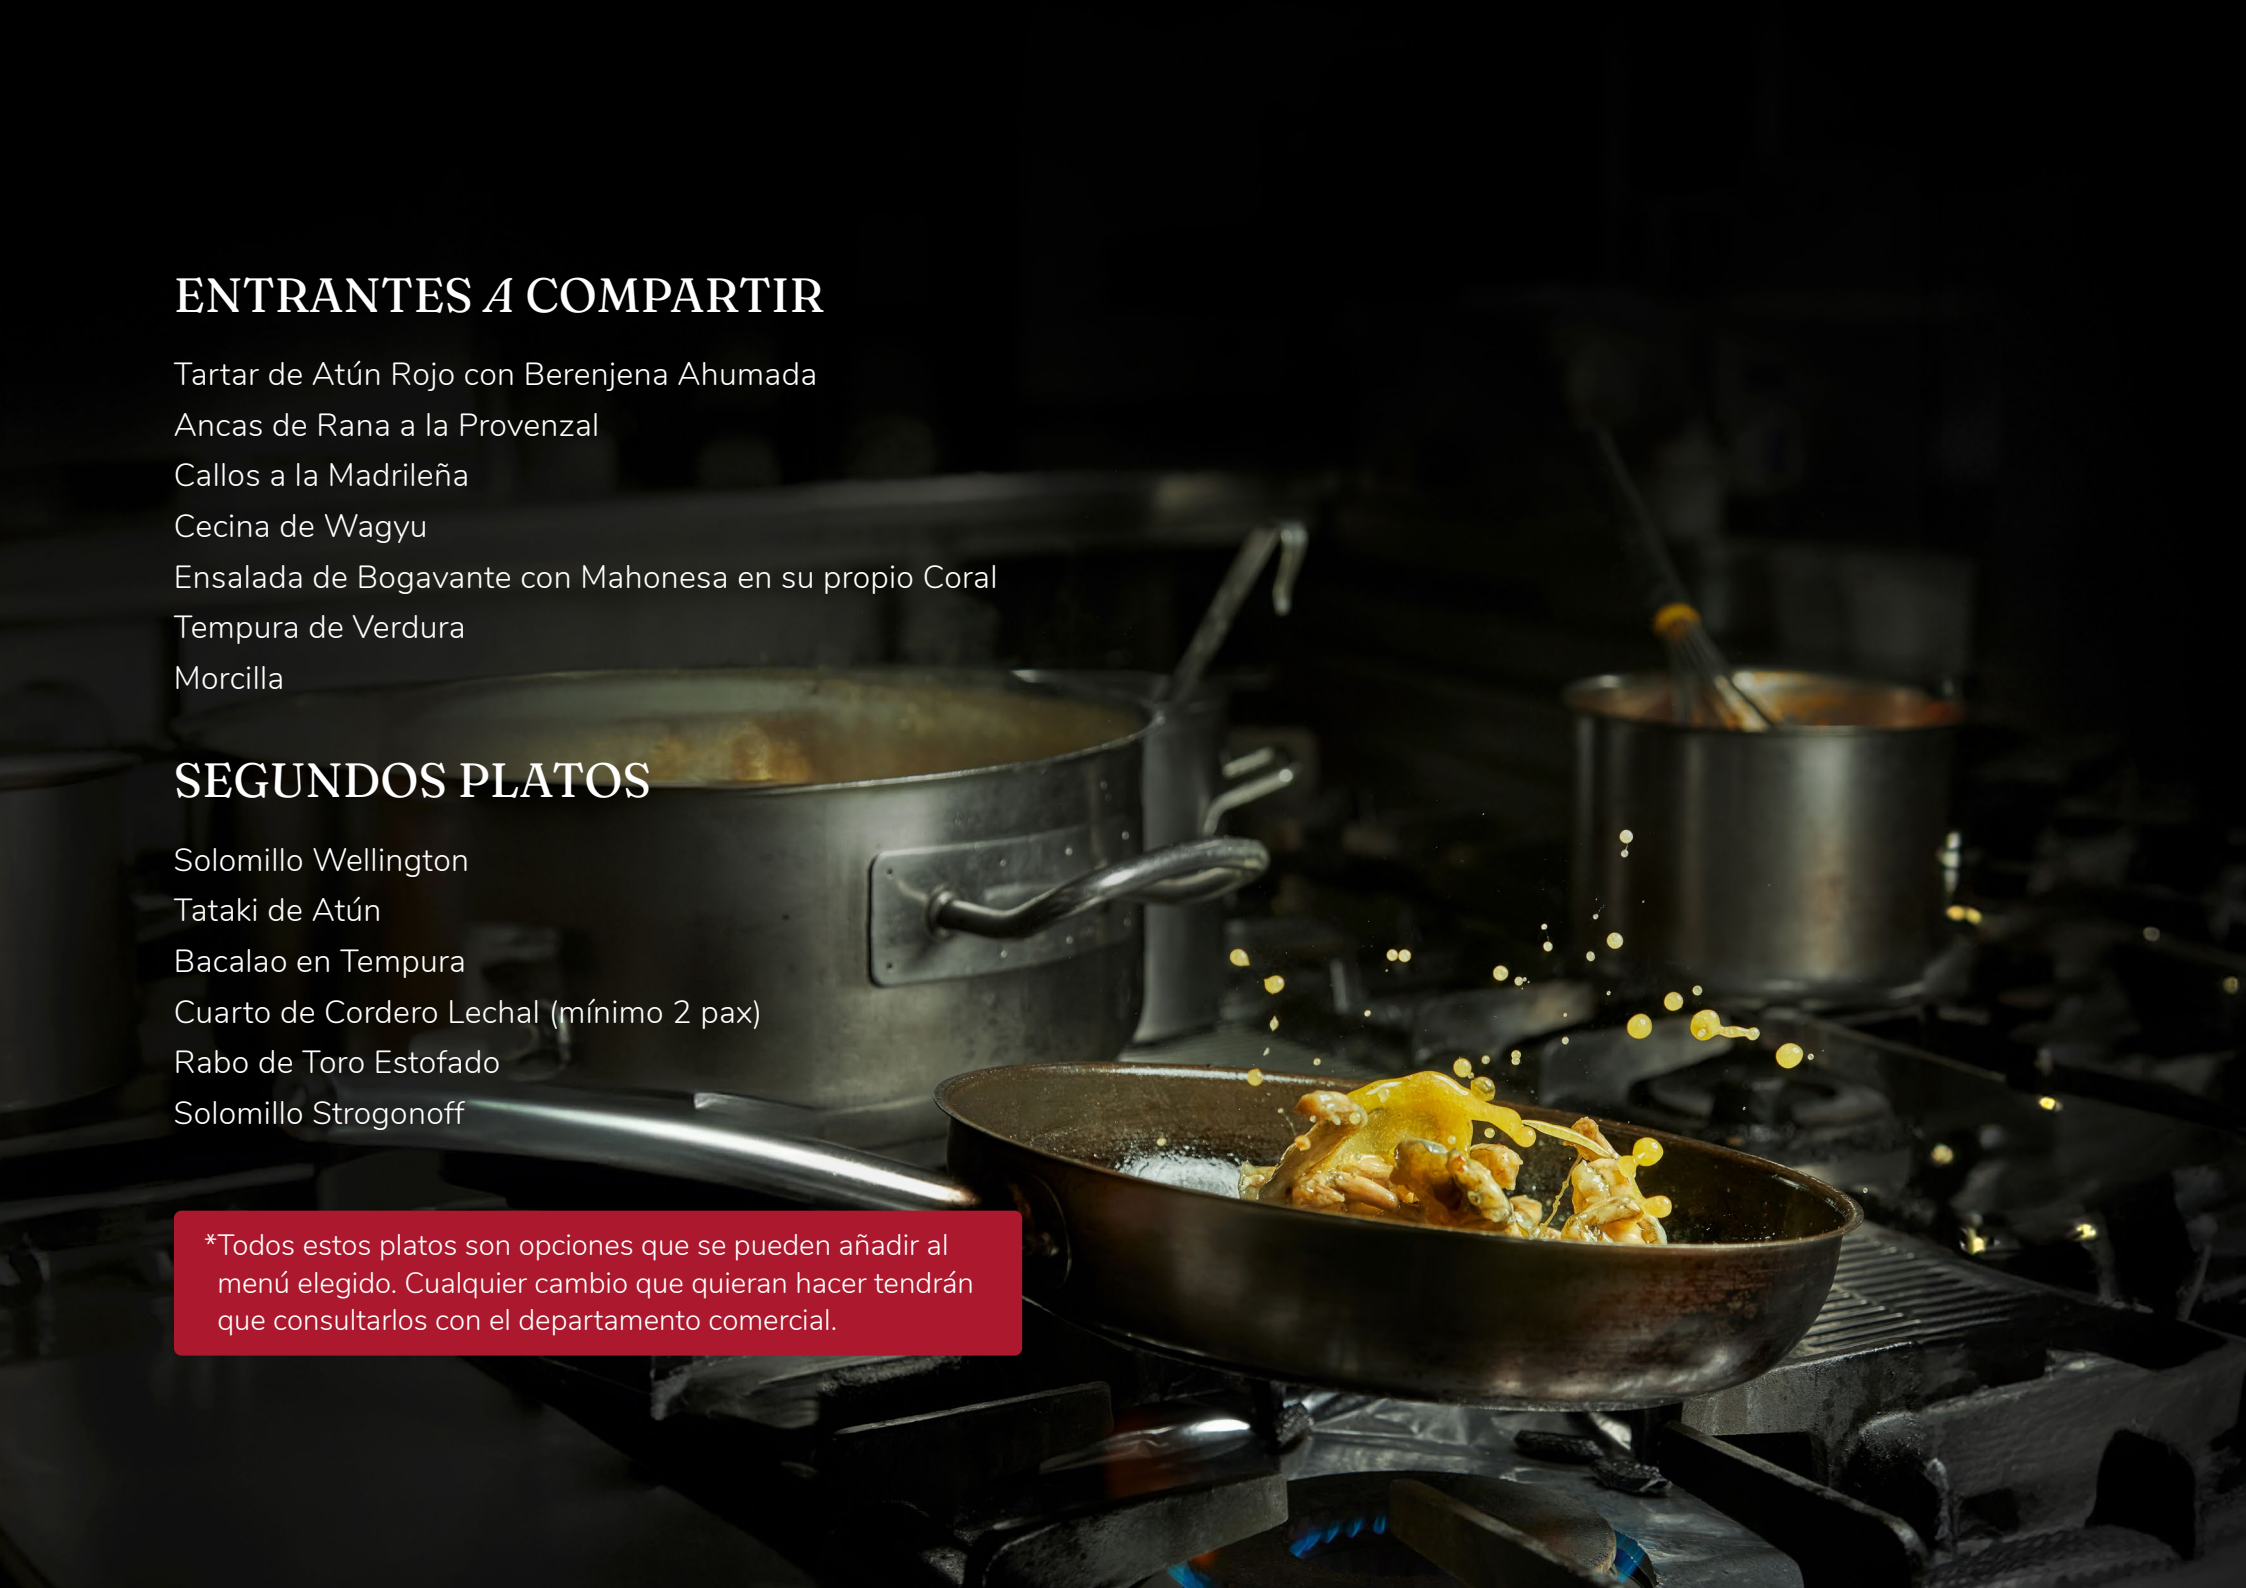 ENTRANTES A COMPARTIR
Tartar de Atún Rojo con Berenjena Ahumada
Ancas de Rana a la Provenzal
Callos a la Madrileña
Cecina de Wagyu
Ensalada de Bogavante con Mahonesa en su propio Coral
Tempura de Verdura
Morcilla
SEGUNDOS PLATOS
Solomillo Wellington
Tataki de Atún
Bacalao en Tempura
Cuarto de Cordero Lechal (mínimo 2 pax)
Rabo de Toro Estofado
Solomillo Strogonoff
*Todos estos platos son opciones que se pueden añadir al
menú elegido. Cualquier cambio que quieran hacer tendrán
que consultarlos con el departamento comercial.